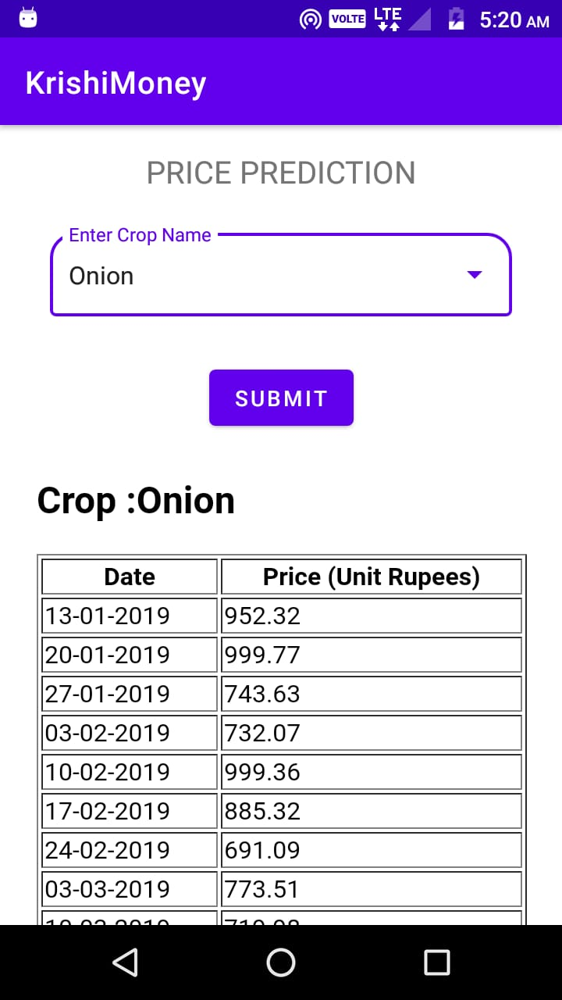 VOLTE LTE 5:20 AM
KrishiMoney
PRICE PREDICTION
Enter Crop Name
Onion
SUBMIT
Crop :Onion
Date Price (Unit Rupees)
13-01-2019 952.32
20-01-2019 999.77
27-01-2019 743.63
03-02-2019 732.07
10-02-2019 999.36
17-02-2019 885.32
24-02-2019 691.09
03-03-2019 773.51